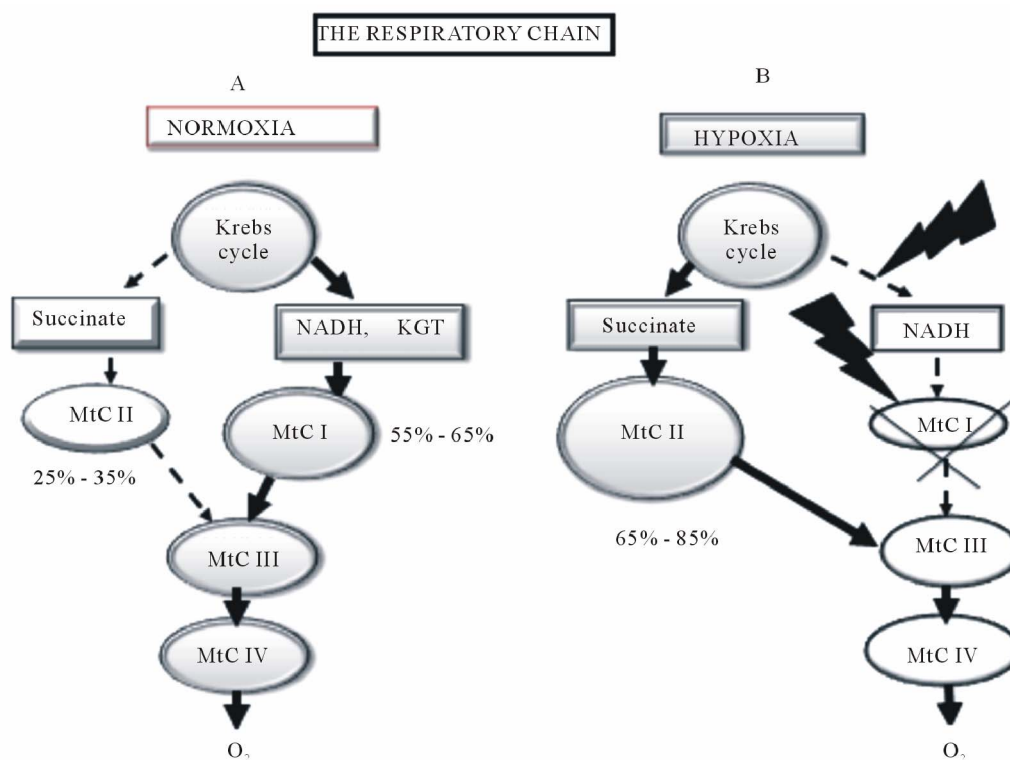 THE RESPIRATORY CHAIN
A
NORMOXIA
Krebs
cycle
Succinate
NADH, KGT
MtC II
MtC I
55% - 65%
25% - 35%
MtC III
MtC IV
O₂
B
HYPOXIA
Krebs
cycle
Succinate
NADH
MtC II
MtC I
65% - 85%
MtC III
MtC IV
O₂